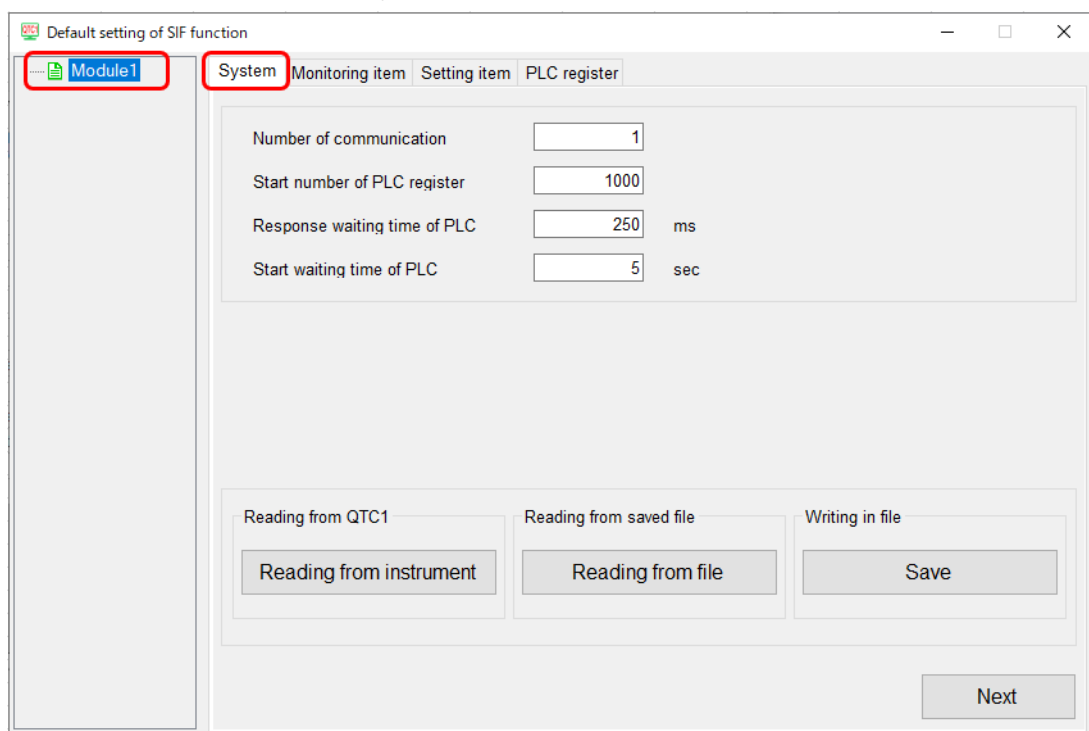 Default setting of SIF function
Module1
System Monitoring item Setting item PLC register
Number of communication 1
Start number of PLC register 1000
Response waiting time of PLC 250 ms
Start waiting time of PLC 5 sec
Reading from QTC1 Reading from saved file Writing in file
Reading from instrument Reading from file Save
Next